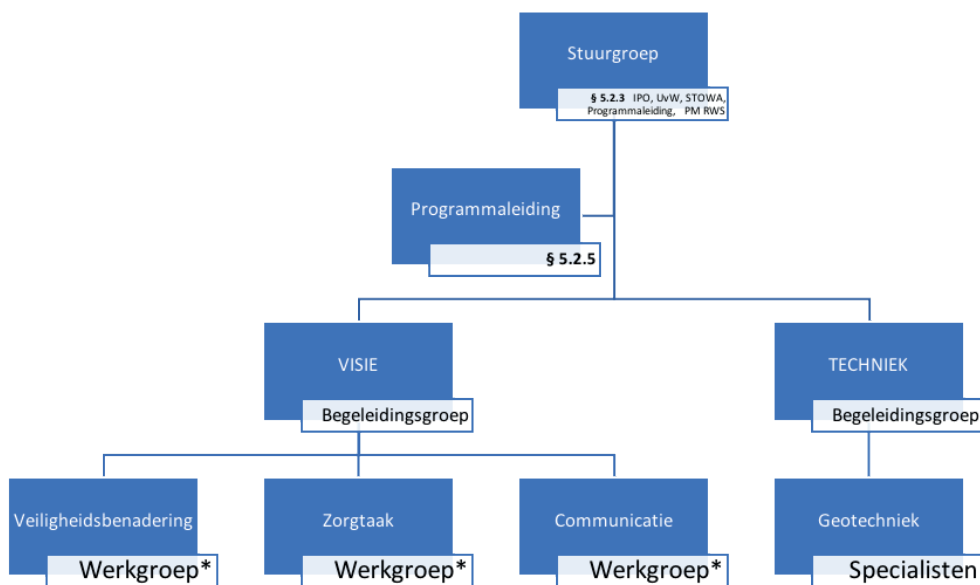 Stuurgroep
§ 5.2.3 IPO, UvW, STOWA,
Programmaleiding, PM RWS
Programmaleiding
§ 5.2.5
VISIE
Begeleidingsgroep
TECHNIEK
Begeleidingsgroep
Veiligheidsbenadering
Werkgroep*
Zorgtaak
Werkgroep*
Communicatie
Werkgroep*
Geotechniek
Specialisten